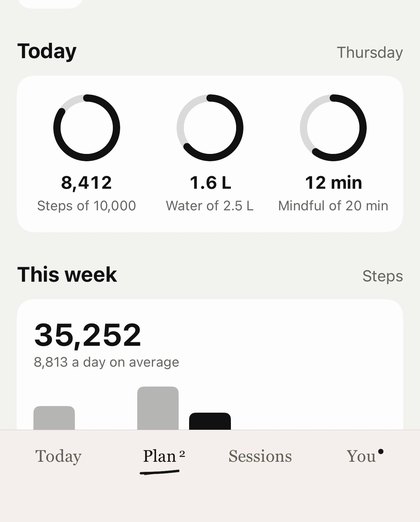 Today
Thursday
8,412
1.6 L
12 min
Steps of 10,000
Water of 2.5 L
Mindful of 20 min
This week
Steps
35,252
8,813 a day on average
Today
Plan 2
Sessions
You